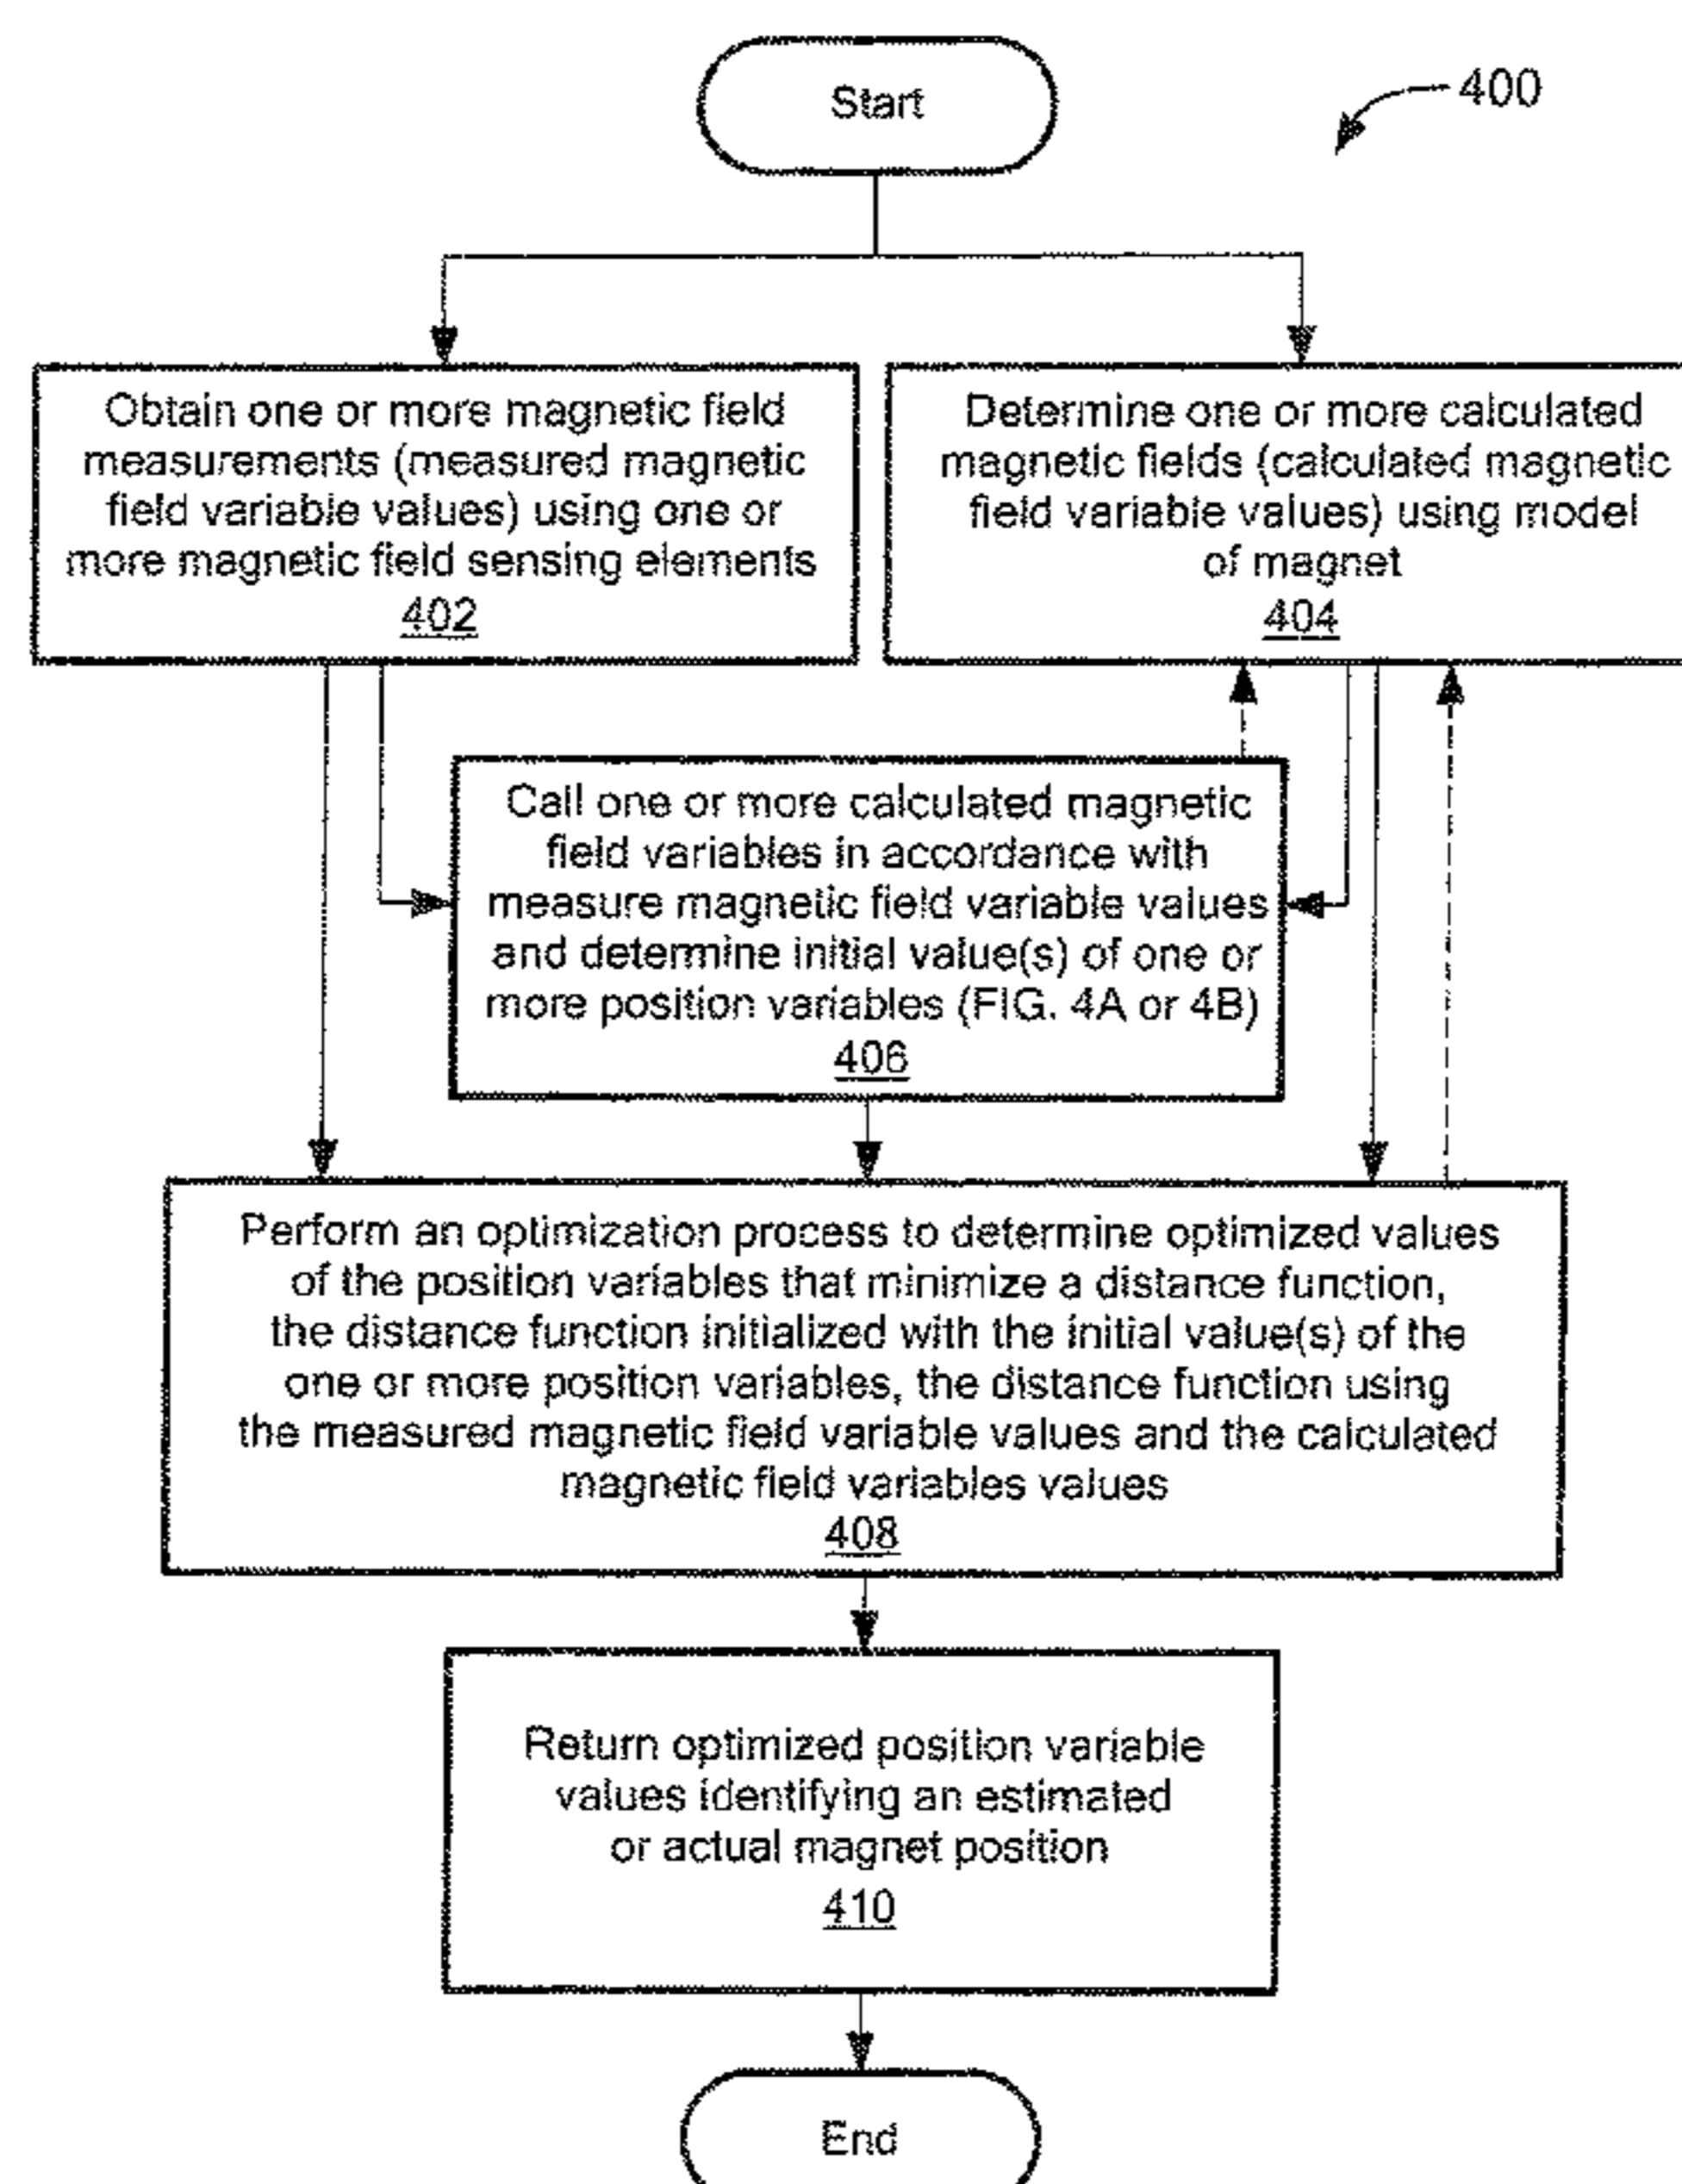 Start
400
Obtain one or more magnetic field
measurements (measured magnetic
field variable values) using one or
more magnetic field sensing elements
402
Determine one or more calculated
magnetic fields (calculated magnetic
field variable values) using model
of magnet
404
Call one or more calculated magnetic
field variables in accordance with
measure magnetic field variable values
and determine initial value(s) of one or
more position variables (FIG. 4A or 4B)
406
Perform an optimization process to determine optimized values
of the position variables that minimize a distance function,
the distance function initialized with the initial value(s) of the
one or more position variables, the distance function using
the measured magnetic field variable values and the calculated
magnetic field variables values
408
Return optimized position variable
values identifying an estimated
or actual magnet position
410
End